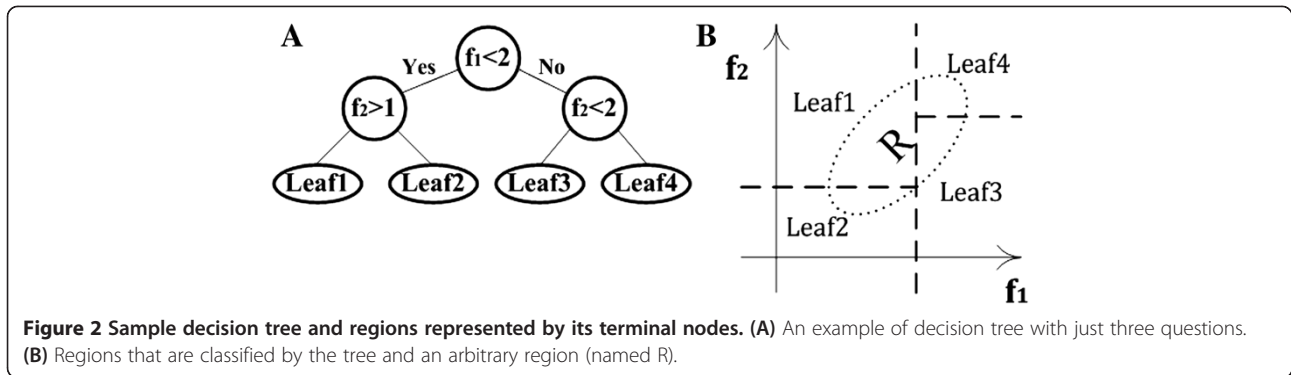 A
f1<2
Yes
No
f2>1
f2<2
Leaf1
Leaf2
Leaf3
Leaf4
B
f2
Leaf4
Leaf1
R
Leaf3
Leaf2
f1
Figure 2 Sample decision tree and regions represented by its terminal nodes. (A) An example of decision tree with just three questions.
(B) Regions that are classified by the tree and an arbitrary region (named R).